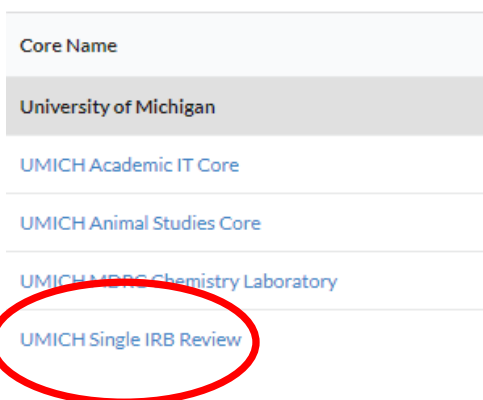 Core Name
University of Michigan
UMICH Academic IT Core
UMICH Animal Studies Core
UMICH MDRC Chemistry Laboratory
UMICH Single IRB Review